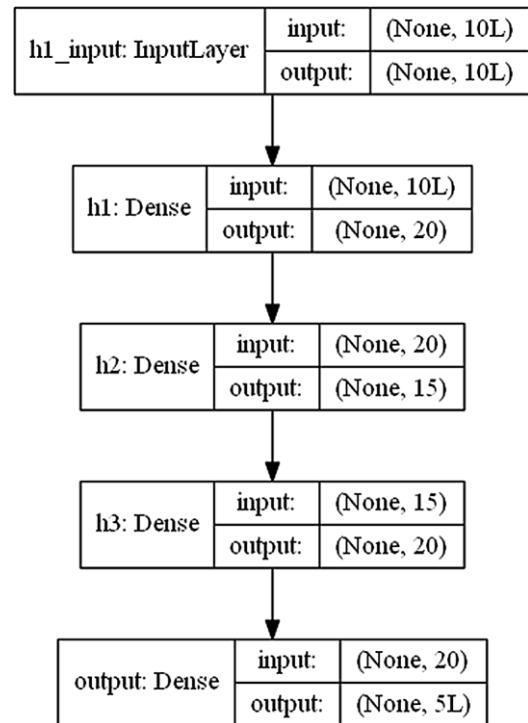 h1_input: InputLayer
input: (None, 10L)
output: (None, 10L)
h1: Dense
input: (None, 10L)
output: (None, 20)
h2: Dense
input: (None, 20)
output: (None, 15)
h3: Dense
input: (None, 15)
output: (None, 20)
output: Dense
input: (None, 20)
output: (None, 5L)